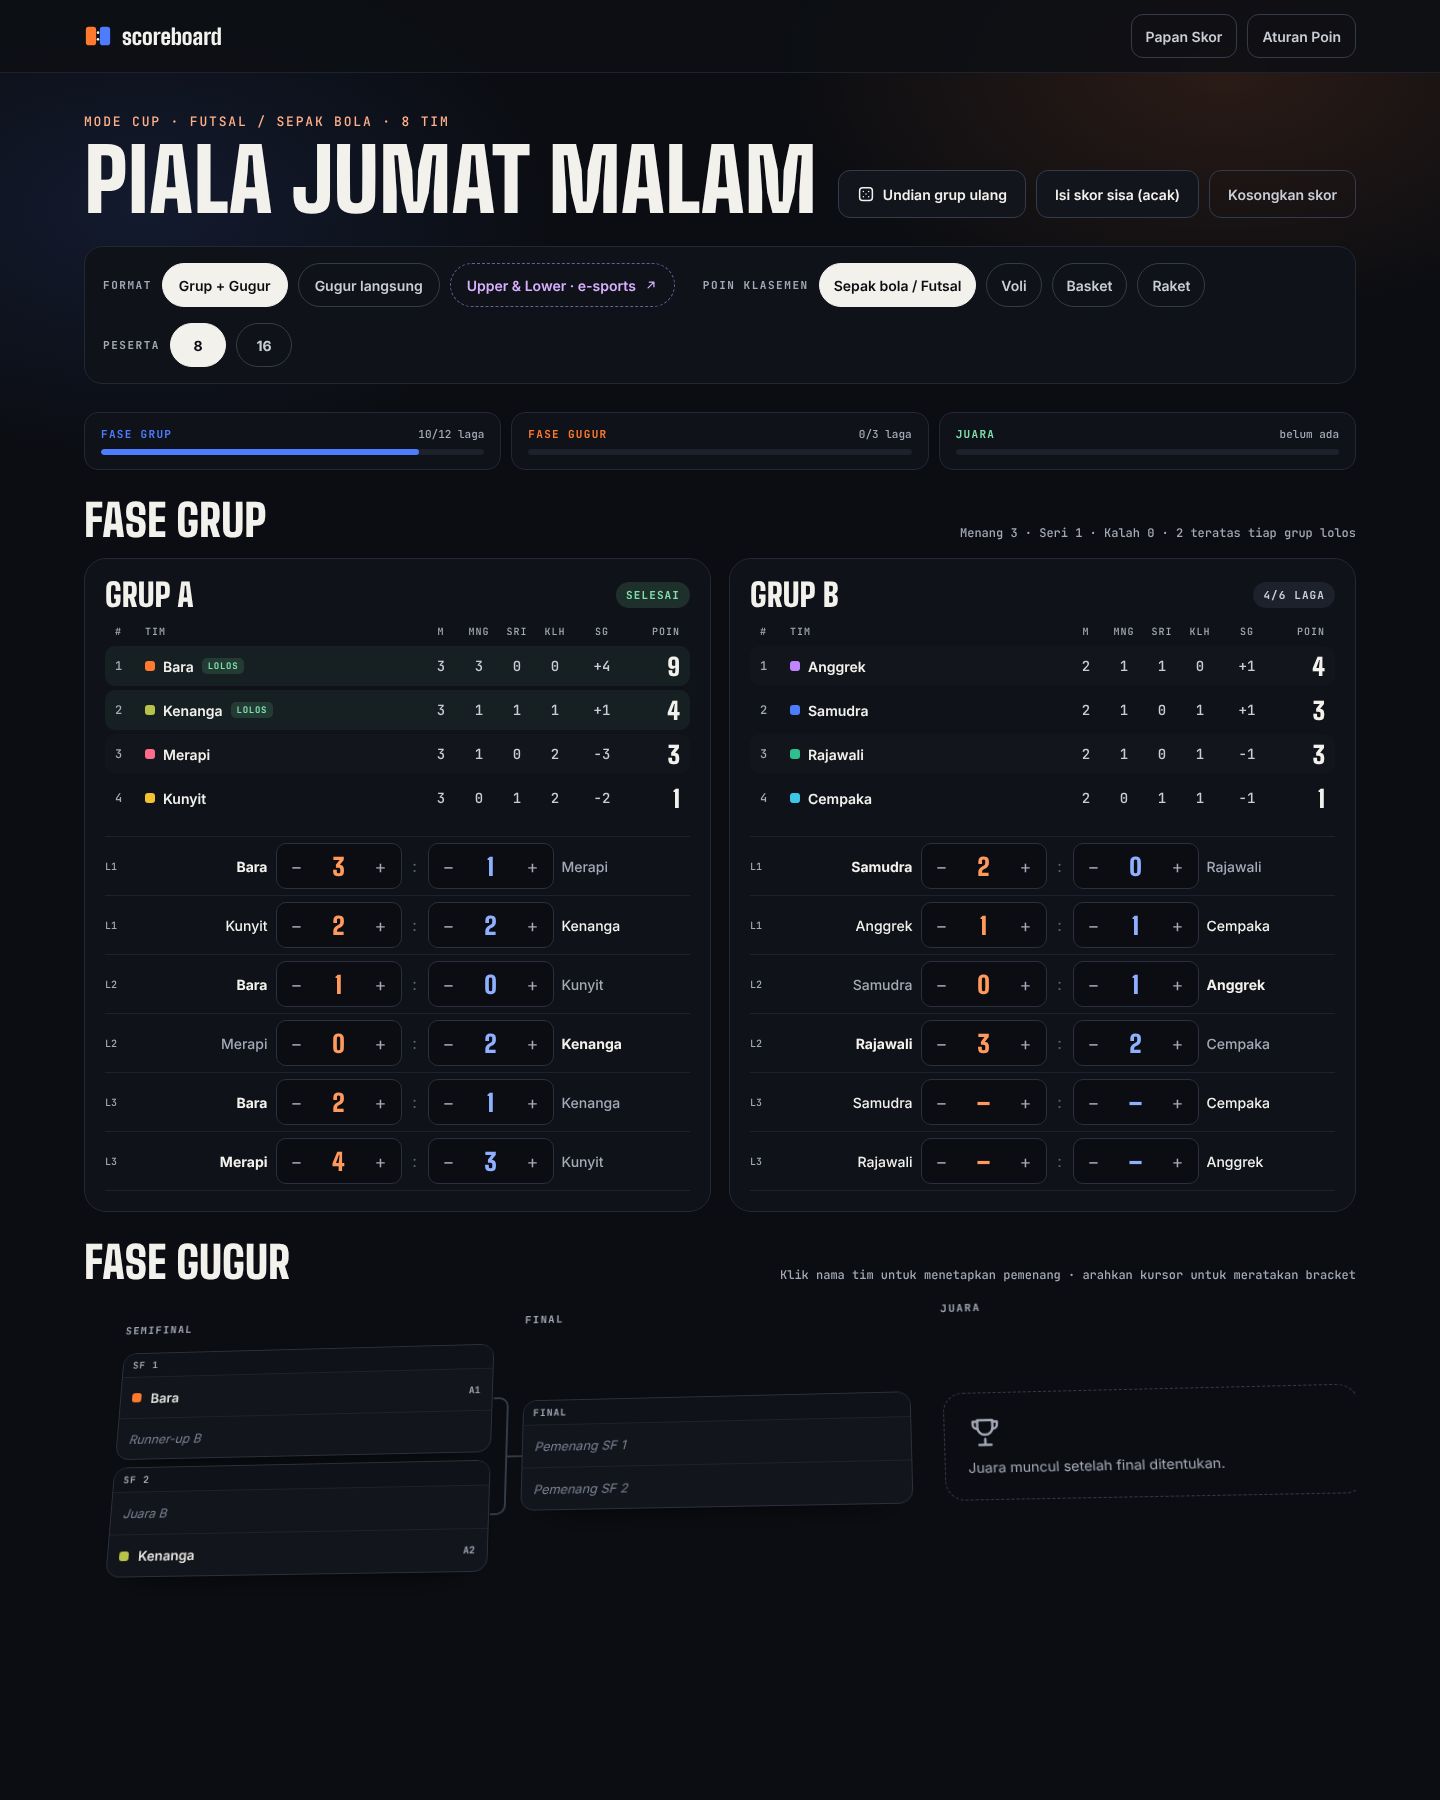 scoreboard
Papan Skor
Aturan Poin
MODE CUP · FUTSAL / SEPAK BOLA · 8 TIM
PIALA JUMAT MALAM
Undian grup ulang
Isi skor sisa (acak)
Kosongkan skor
FORMAT Grup + Gugur Gugur langsung Upper & Lower · e-sports ↗ POIN KLASEMEN Sepak bola / Futsal Voli Basket Raket
PESERTA 8 16
FASE GRUP 10/12 laga
FASE GUGUR 0/3 laga
JUARA belum ada
FASE GRUP
Menang 3 · Seri 1 · Kalah 0 · 2 teratas tiap grup lolos
GRUP A SELESAI
# TIM M MNG SRI KLH SG POIN
1 Bara LOLOS 3 3 0 0 +4 9
2 Kenanga LOLOS 3 1 1 1 +1 4
3 Merapi 3 1 0 2 -3 3
4 Kunyit 3 0 1 2 -2 1
L1 Bara − 3 + : − 1 + Merapi
L1 Kunyit − 2 + : − 2 + Kenanga
L2 Bara − 1 + : − 0 + Kunyit
L2 Merapi − 0 + : − 2 + Kenanga
L3 Bara − 2 + : − 1 + Kenanga
L3 Merapi − 4 + : − 3 + Kunyit
GRUP B 4/6 LAGA
# TIM M MNG SRI KLH SG POIN
1 Anggrek 2 1 1 0 +1 4
2 Samudra 2 1 0 1 +1 3
3 Rajawali 2 1 0 1 -1 3
4 Cempaka 2 0 1 1 -1 1
L1 Samudra − 2 + : − 0 + Rajawali
L1 Anggrek − 1 + : − 1 + Cempaka
L2 Samudra − 0 + : − 1 + Anggrek
L2 Rajawali − 3 + : − 2 + Cempaka
L3 Samudra − – + : − – + Cempaka
L3 Rajawali − – + : − – + Anggrek
FASE GUGUR
Klik nama tim untuk menetapkan pemenang · arahkan kursor untuk meratakan bracket
SEMIFINAL
SF 1
Bara A1
Runner-up B
SF 2
Juara B
Kenanga A2
FINAL
FINAL
Pemenang SF 1
Pemenang SF 2
JUARA
Juara muncul setelah final ditentukan.